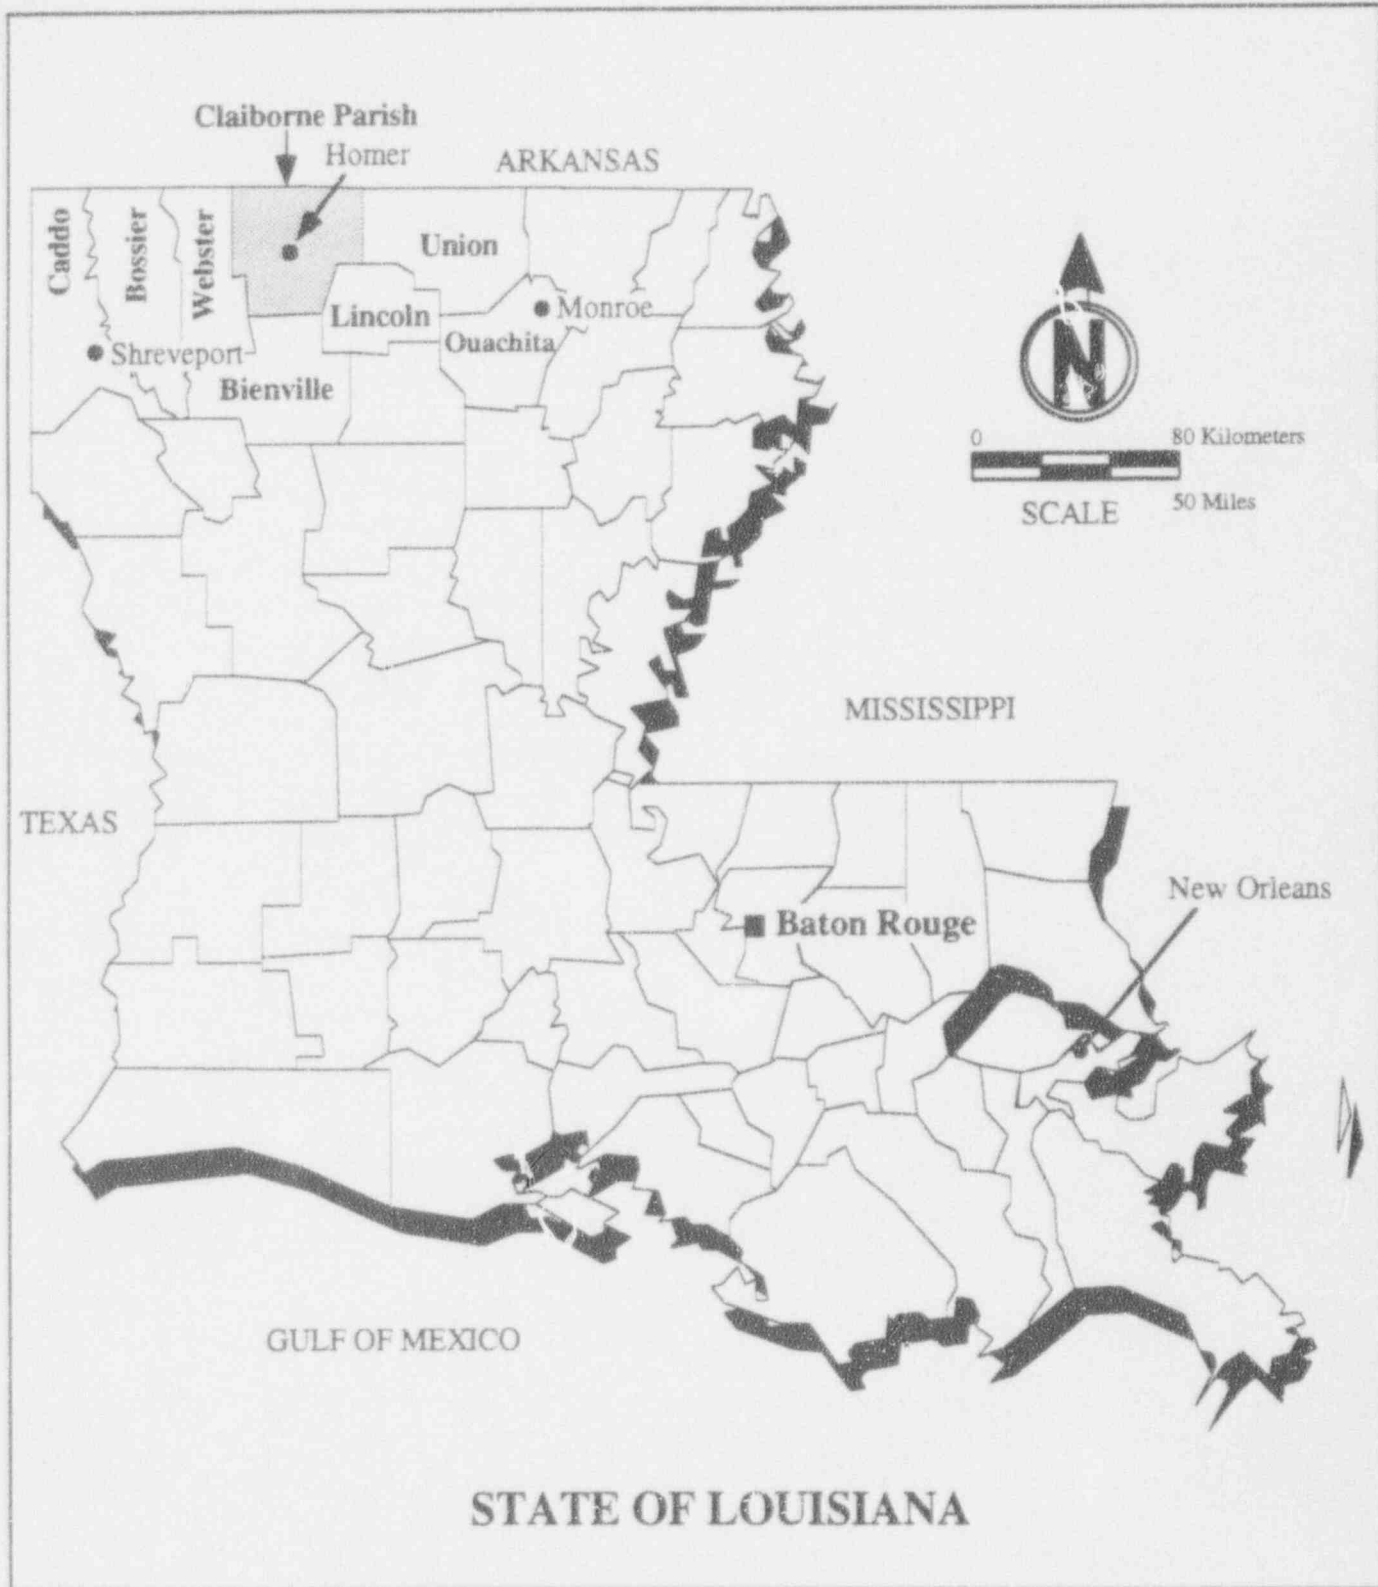 Claiborne Parish
Homer
ARKANSAS
Caddo
Bossier
Webster
Union
Lincoln
Monroe
Ouachita
Shreveport
Bienville
N
0
80 Kilometers
50 Miles
SCALE
MISSISSIPPI
TEXAS
New Orleans
Baton Rouge
GULF OF MEXICO
STATE OF LOUISIANA